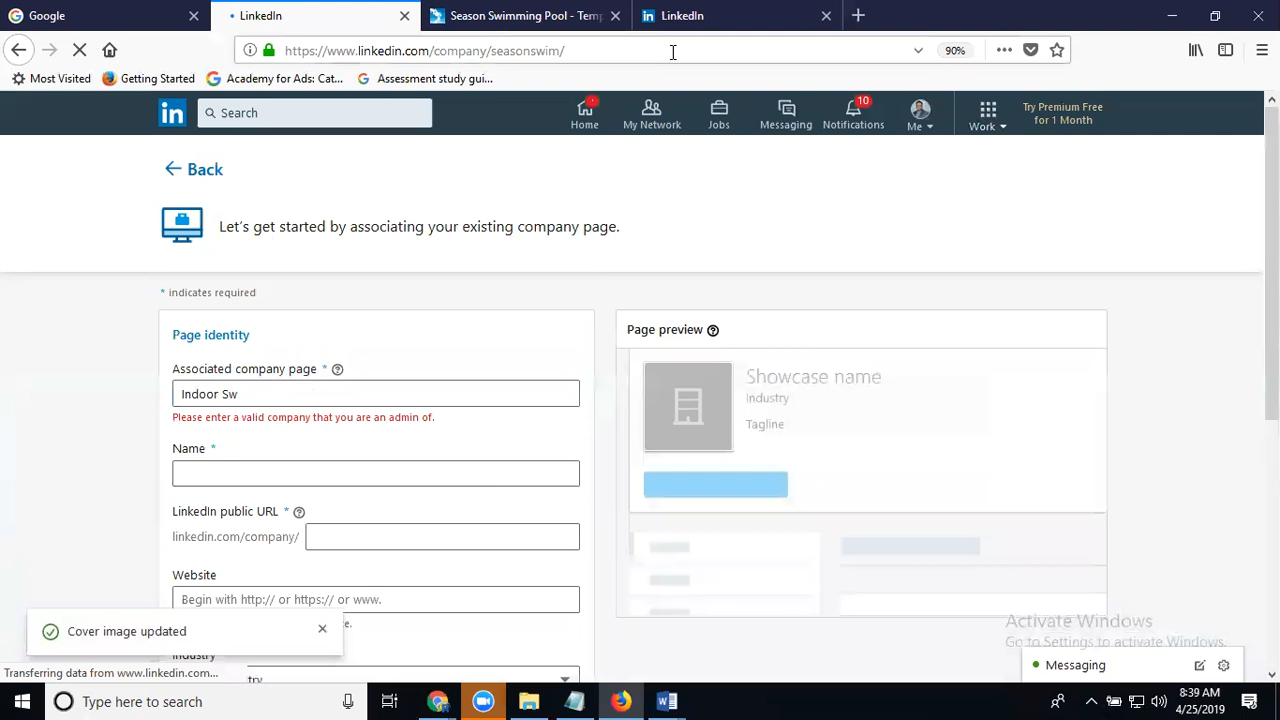 Google
LinkedIn
Season Swimming Pool - Temp
in LinkedIn
https://www.linkedin.com/company/seasonswim/
90%
Most Visited
Getting Started
Academy for Ads: Cat...
Assessment study gui...
in Search
Home
My Network
Jobs
Messaging
10
Notifications
Me
Work
Try Premium Free
for 1 Month
Back
Let's get started by associating your existing company page.
* indicates required
Page identity
Associated company page * ?
Indoor Sw
Please enter a valid company that you are an admin of.
Name *
LinkedIn public URL * ?
linkedin.com/company/
Website
Begin with http:// or https:// or www.
Page preview ?
Showcase name
Industry
Tagline
Cover image updated
Transferring data from www.linkedin.com...
Activate Windows
Go to Settings to activate Windows.
Messaging
Type here to search
8:39 AM
4/25/2019